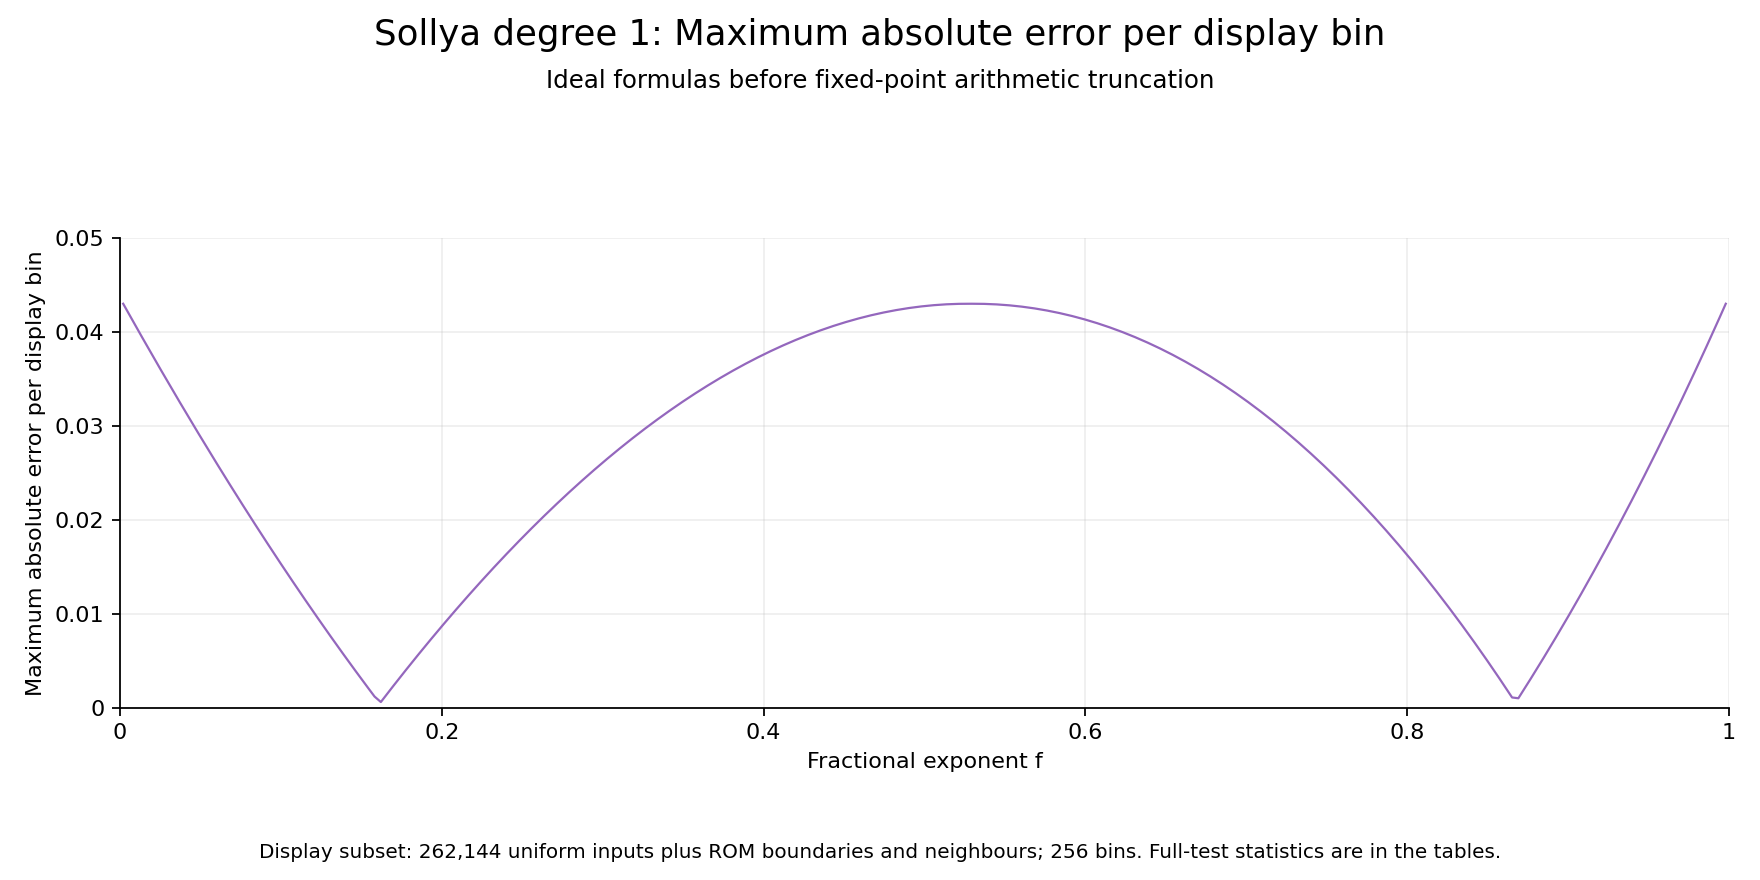 Sollya degree 1: Maximum absolute error per display bin
Ideal formulas before fixed-point arithmetic truncation
Maximum absolute error per display bin
0.05
0.04
0.03
0.02
0.01
0
0 0.2 0.4 0.6 0.8 1
Fractional exponent f
Display subset: 262,144 uniform inputs plus ROM boundaries and neighbours; 256 bins. Full-test statistics are in the tables.